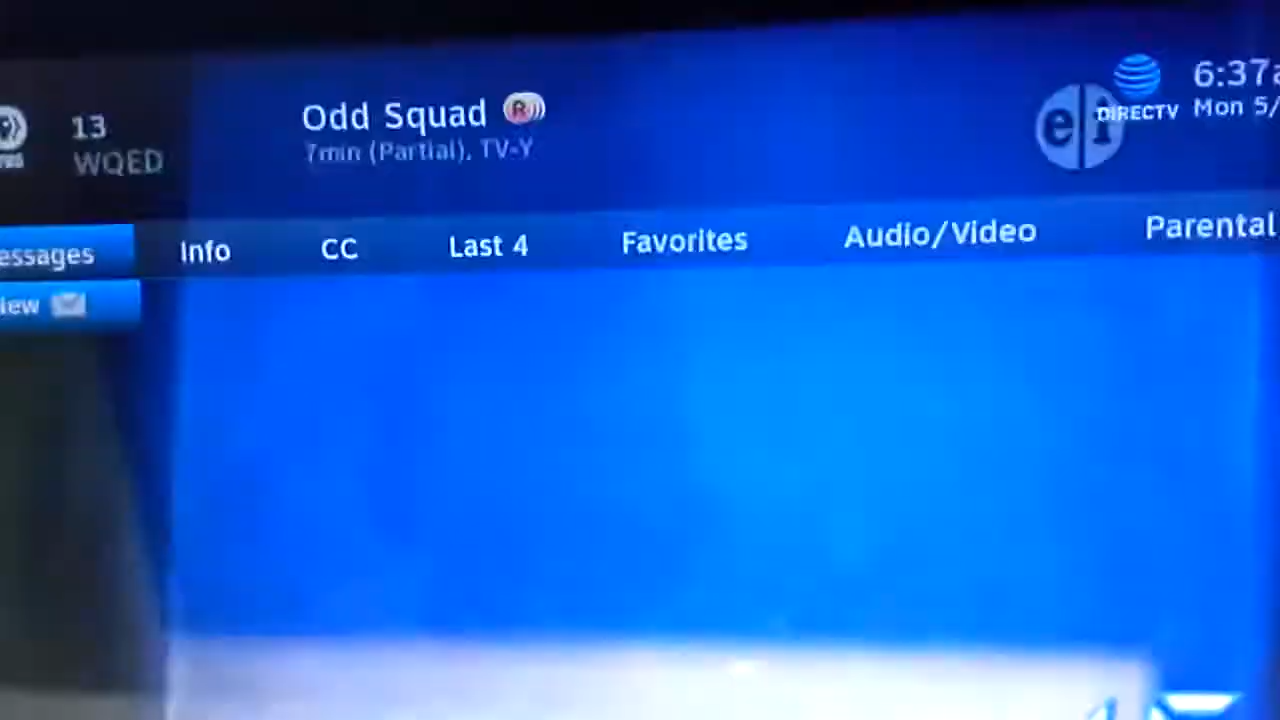 13
WQED
Odd Squad R
7min (Partial), TV-Y
e/i
DIRECTV
6:37a
Mon 5/
essages
Info
CC
Last 4
Favorites
Audio/Video
Parental
iew